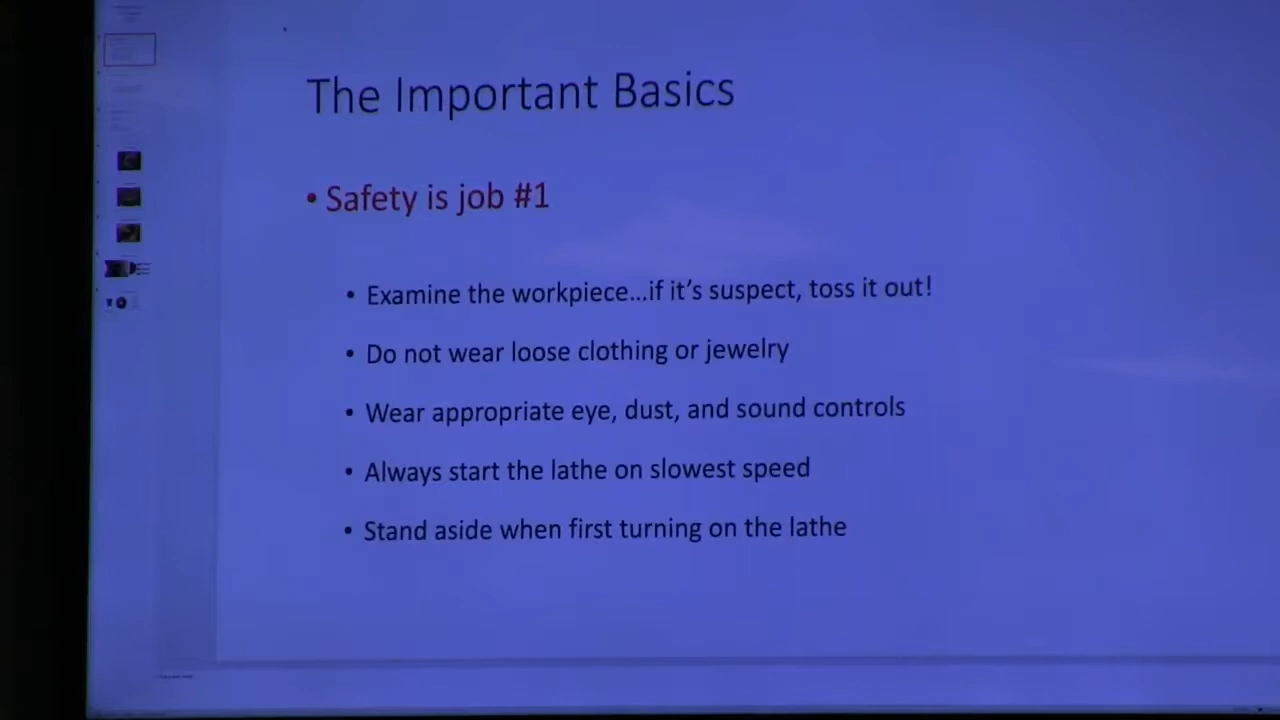 The Important Basics
• Safety is job #1
• Examine the workpiece...if it's suspect, toss it out!
• Do not wear loose clothing or jewelry
• Wear appropriate eye, dust, and sound controls
• Always start the lathe on slowest speed
• Stand aside when first turning on the lathe